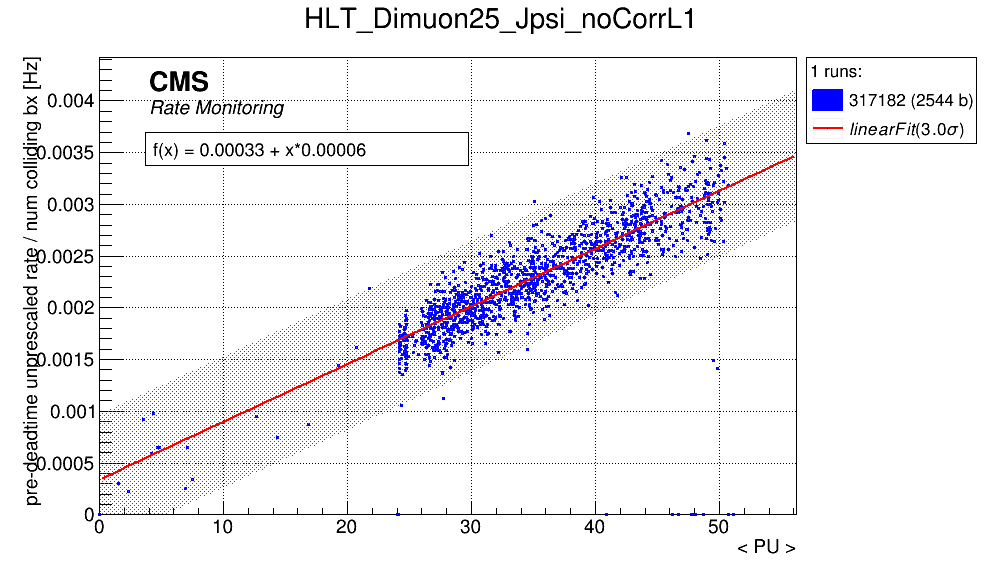 HLT_Dimuon25_Jpsi_noCorrL1
pre-deadtime unprescaled rate / num colliding bx [Hz]
CMS
Rate Monitoring
f(x) = 0.00033 + x*0.00006
1 runs:
317182 (2544 b)
linearFit(3.0σ)
0.004
0.0035
0.003
0.0025
0.002
0.0015
0.001
0.0005
0
0 10 20 30 40 50
< PU >